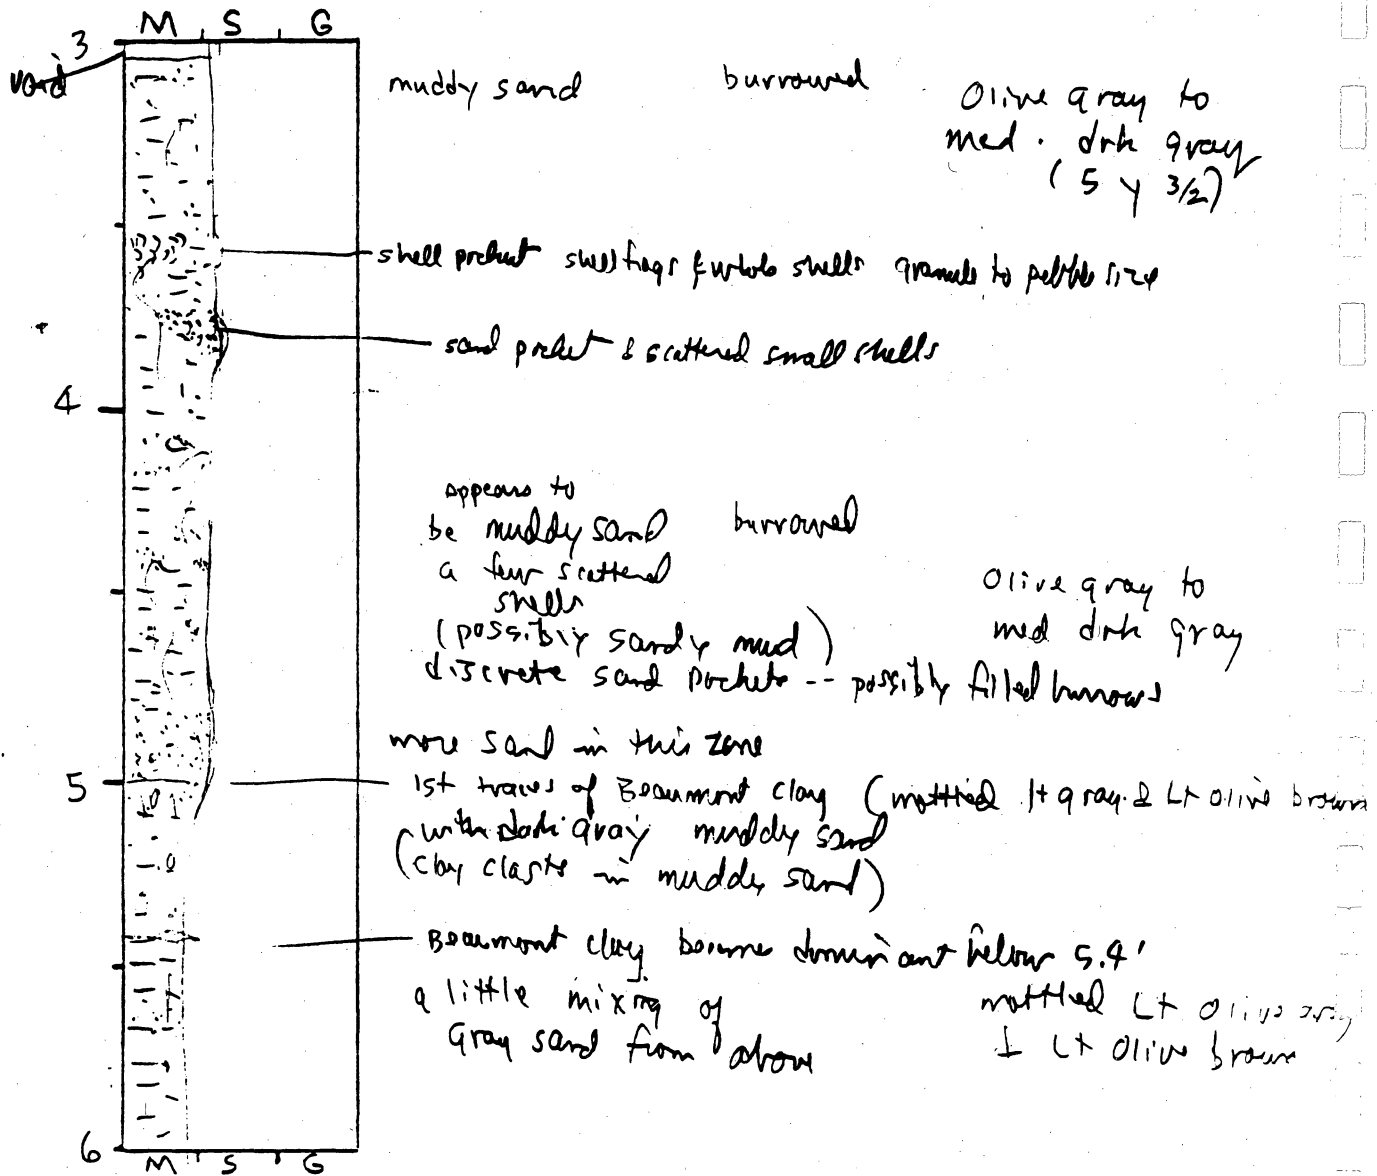 M S G
3
void
muddy sand burrowed
Olive gray to
med. drk gray
(5 y 3/2)
shell pocket shell frags & whole shells granule to pebble size
sand pocket & scattered small shells
4
appears to
be muddy sand burrowed
a few scattered
shells
(possibly sandy mud)
Olive gray to
med drk gray
discrete sand pockets -- possibly filled burrows
more sand in this zone
5
1st traces of Beaumont clay (mottled lt gray & Lt olive brown
with dark gray muddy sand
(clay clasts in muddy sand)
Beaumont clay become dominant below 5.4'
a little mixing of
gray sand from above
mottled Lt Olive gray
& Lt Olive brown
6
M S G